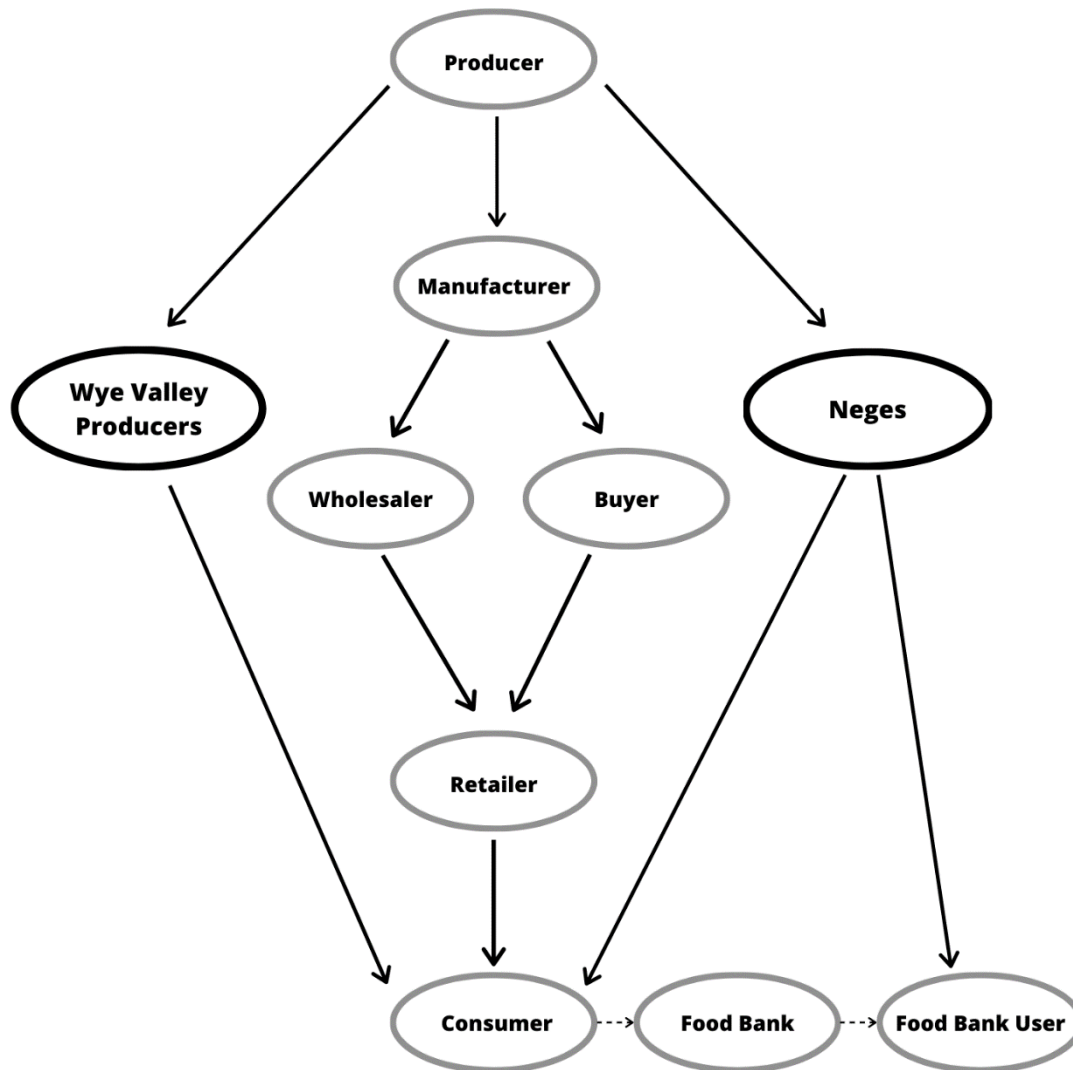 Producer
Manufacturer
Wye Valley
Producers
Neges
Wholesaler
Buyer
Retailer
Consumer
Food Bank
Food Bank User